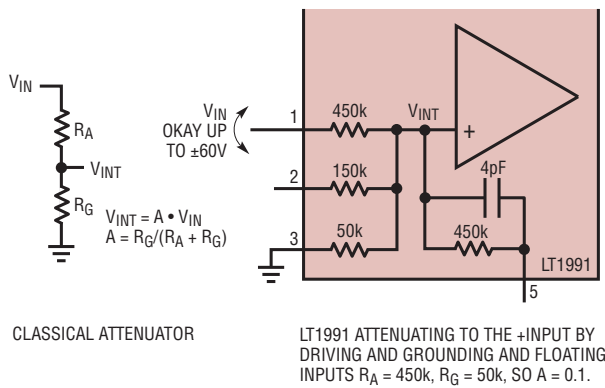 V_IN
R_A
V_INT
R_G
V_INT = A • V_IN
A = R_G/(R_A + R_G)
CLASSICAL ATTENUATOR
V_IN
OKAY UP
TO ±60V
1
450k
V_INT
+
2
150k
4pF
3
50k
450k
LT1991
5
LT1991 ATTENUATING TO THE +INPUT BY
DRIVING AND GROUNDING AND FLOATING
INPUTS R_A = 450k, R_G = 50k, SO A = 0.1.